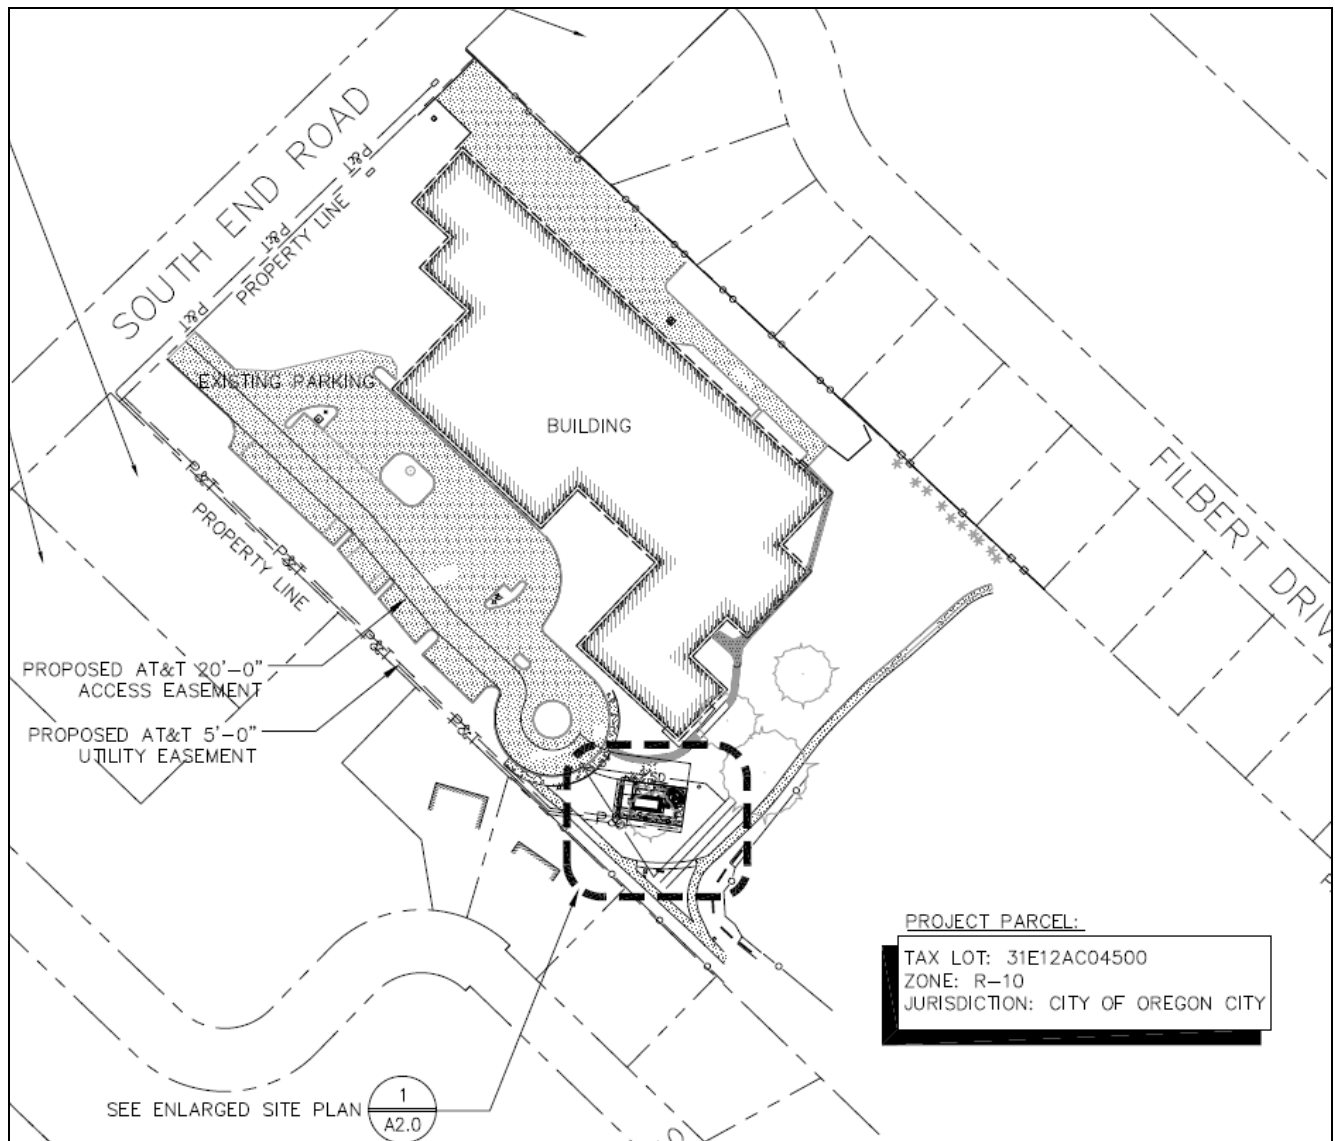 SOUTH END ROAD
P&T
P&T
P&T
PROPERTY LINE
EXISTING PARKING
BUILDING
FILBERT DRIV
P&T
PROPERTY LINE
P&T
P&T
P&T
PROPOSED AT&T 20'-0"
ACCESS EASEMENT
PROPOSED AT&T 5'-0"
UTILITY EASEMENT
PROJECT PARCEL:
TAX LOT: 31E12AC04500
ZONE: R-10
JURISDICTION: CITY OF OREGON CITY
SEE ENLARGED SITE PLAN
1
A2.0